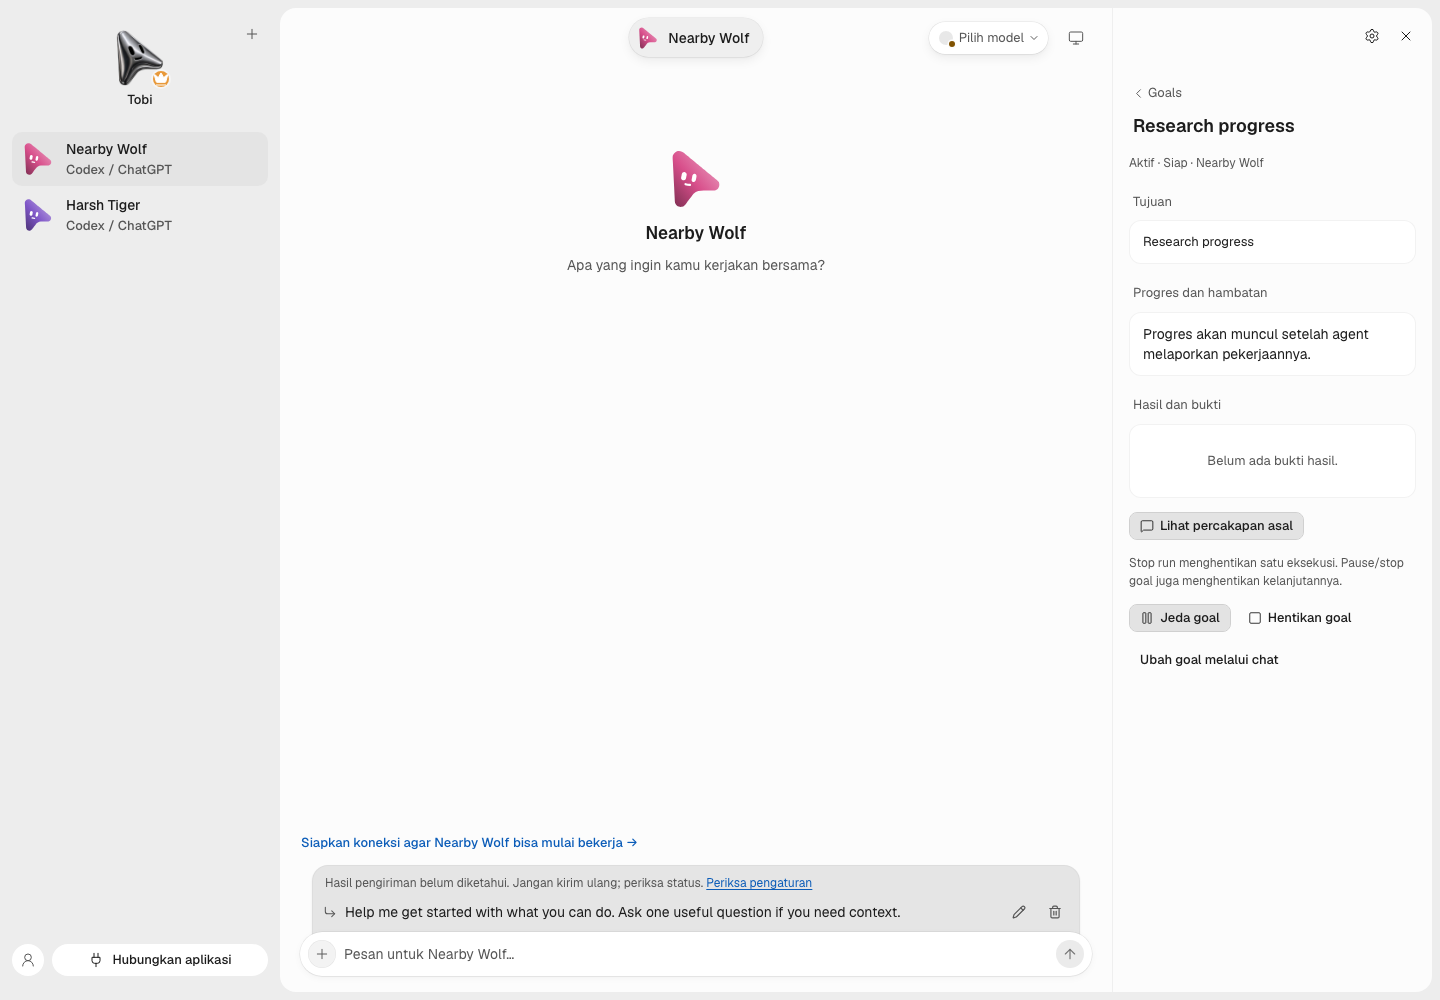 Tobi
Nearby Wolf
Codex / ChatGPT
Harsh Tiger
Codex / ChatGPT
Hubungkan aplikasi
Nearby Wolf
Pilih model
Nearby Wolf
Apa yang ingin kamu kerjakan bersama?
Siapkan koneksi agar Nearby Wolf bisa mulai bekerja →
Hasil pengiriman belum diketahui. Jangan kirim ulang; periksa status. Periksa pengaturan
Help me get started with what you can do. Ask one useful question if you need context.
Pesan untuk Nearby Wolf...
Goals
Research progress
Aktif · Siap · Nearby Wolf
Tujuan
Research progress
Progres dan hambatan
Progres akan muncul setelah agent
melaporkan pekerjaannya.
Hasil dan bukti
Belum ada bukti hasil.
Lihat percakapan asal
Stop run menghentikan satu eksekusi. Pause/stop
goal juga menghentikan kelanjutannya.
Jeda goal
Hentikan goal
Ubah goal melalui chat